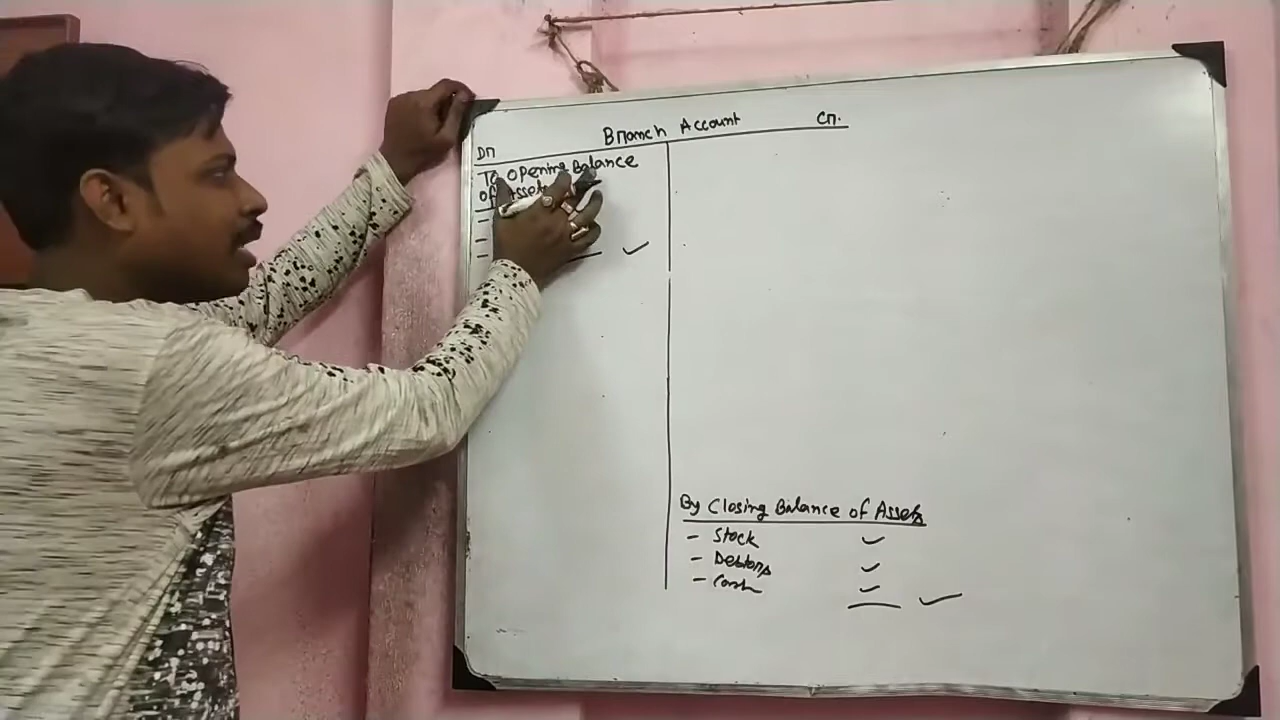 Branch Account
Dr
Cr.
To Opening Balance
of Assets
-
-
-
By Closing Balance of Assets
- Stock
- Debtors
- Cash